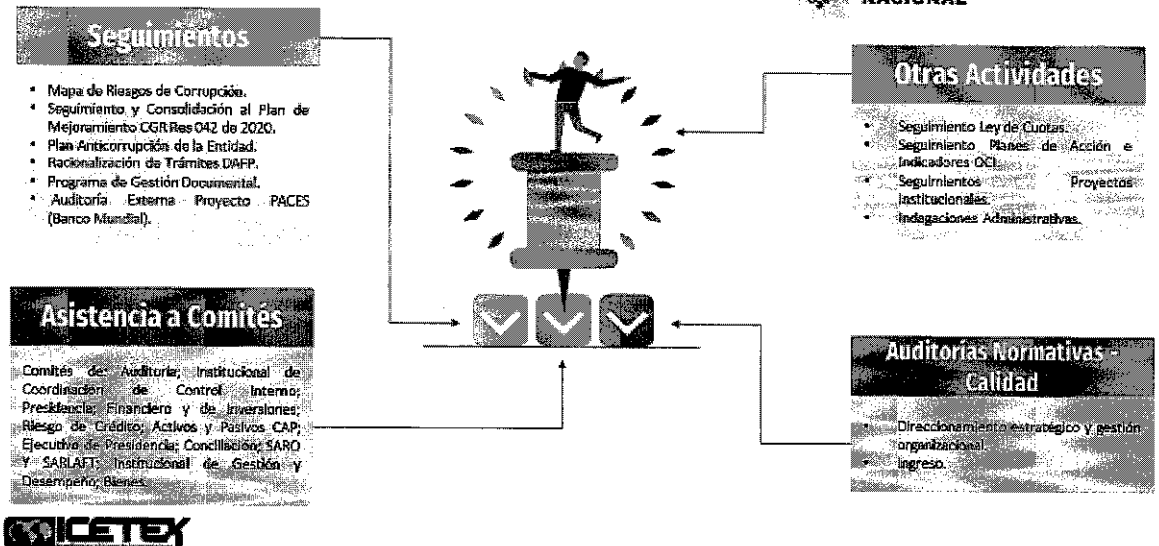 NACIONAL
Seguimientos
• Mapa de Riesgos de Corrupción.
• Seguimiento y Consolidación al Plan de
Mejoramiento CGR Res 042 de 2020.
• Plan Anticorrupción de la Entidad.
• Racionalización de Trámites DAFP.
• Programa de Gestión Documental.
• Auditoría Externa Proyecto PACES
(Banco Mundial).
Otras Actividades
• Seguimiento Ley de Cuotas.
• Seguimiento Planes de Acción e
Indicadores OCI.
• Seguimientos Proyectos
Institucionales.
• Indagaciones Administrativas.
Asistencia a Comités
Comités de: Auditoría; Institucional de
Coordinación de Control Interno;
Presidencia; Financiero y de Inversiones;
Riesgo de Crédito; Activos y Pasivos CAP;
Ejecutivo de Presidencia; Conciliación; SARO
Y SARLAFT; Institucional de Gestión y
Desempeño; Bienes.
Auditorías Normativas -
Calidad
• Direccionamiento estratégico y gestión
organizacional.
• Ingreso.
ICETEX